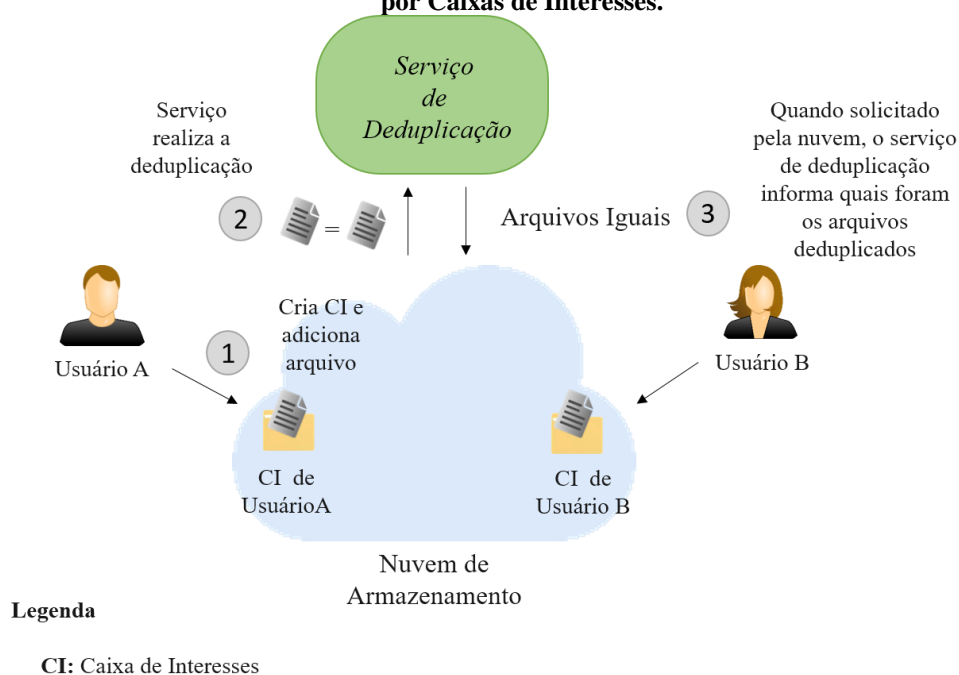 por Caixas de Interesses.
Serviço
de
Deduplicação
Serviço
realiza a
deduplicação
2
=
Arquivos Iguais
3
Quando solicitado
pela nuvem, o serviço
de deduplicação
informa quais foram
os arquivos
deduplicados
Usuário A
1
Cria CI e
adiciona
arquivo
Usuário B
CI de
UsuárioA
CI de
Usuário B
Nuvem de
Armazenamento
Legenda
CI: Caixa de Interesses